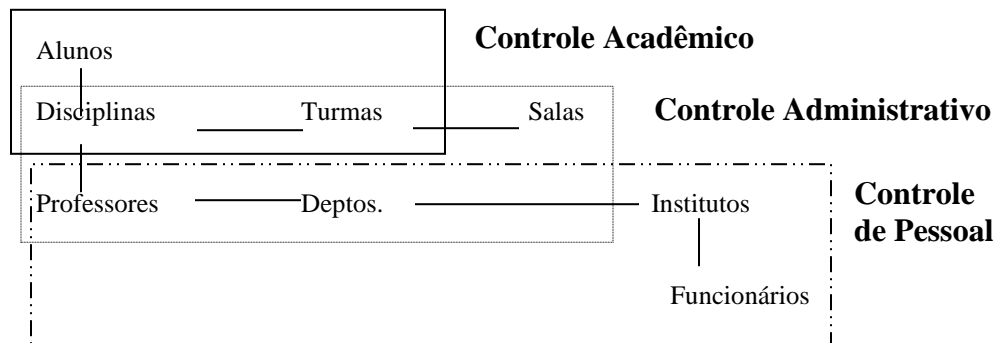 Controle Acadêmico
Alunos
Disciplinas Turmas Salas Controle Administrativo
Professores Deptos. Institutos Controle
de Pessoal
Funcionários